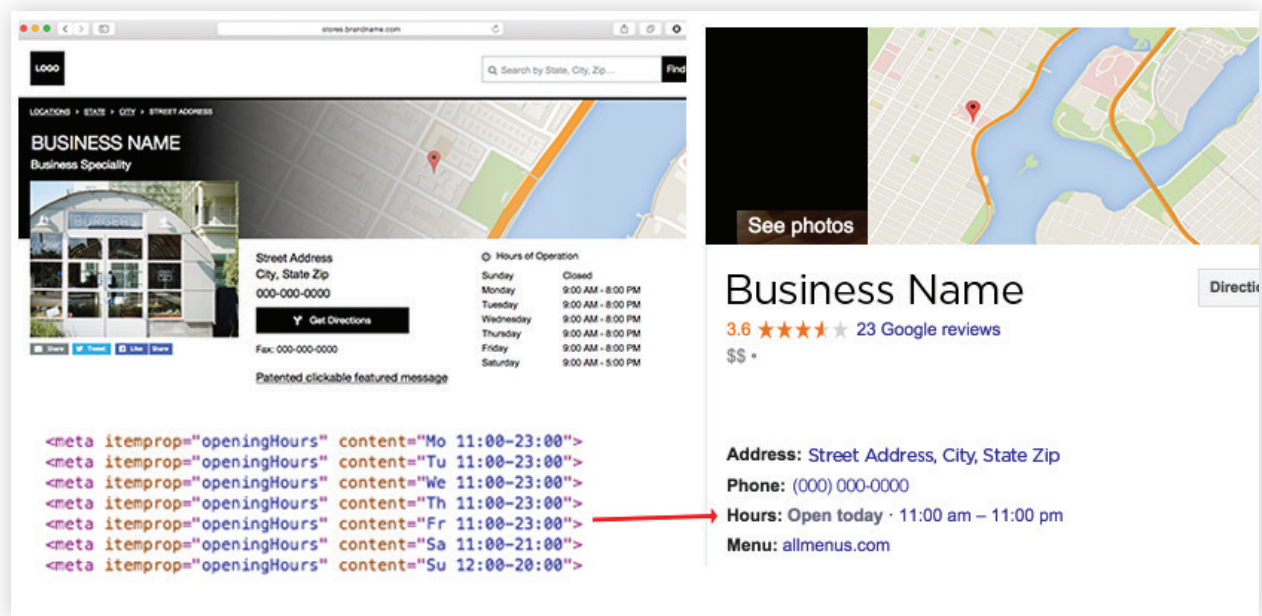 stores.brandname.com
LOGO
Search by State, City, Zip...
Find
LOCATIONS > STATE > CITY > STREET ADDRESS
BUSINESS NAME
Business Speciality
BURGERS
Street Address
City, State Zip
000-000-0000
Get Directions
Fax: 000-000-0000
Patented clickable featured message
Share Tweet Like Share
Hours of Operation
Sunday Closed
Monday 9:00 AM - 8:00 PM
Tuesday 9:00 AM - 8:00 PM
Wednesday 9:00 AM - 8:00 PM
Thursday 9:00 AM - 8:00 PM
Friday 9:00 AM - 8:00 PM
Saturday 9:00 AM - 5:00 PM
<meta itemprop="openingHours" content="Mo 11:00-23:00">
<meta itemprop="openingHours" content="Tu 11:00-23:00">
<meta itemprop="openingHours" content="We 11:00-23:00">
<meta itemprop="openingHours" content="Th 11:00-23:00">
<meta itemprop="openingHours" content="Fr 11:00-23:00">
<meta itemprop="openingHours" content="Sa 11:00-21:00">
<meta itemprop="openingHours" content="Su 12:00-20:00">
See photos
Business Name
Directi
3.6 23 Google reviews
$$ •
Address: Street Address, City, State Zip
Phone: (000) 000-0000
Hours: Open today · 11:00 am – 11:00 pm
Menu: allmenus.com